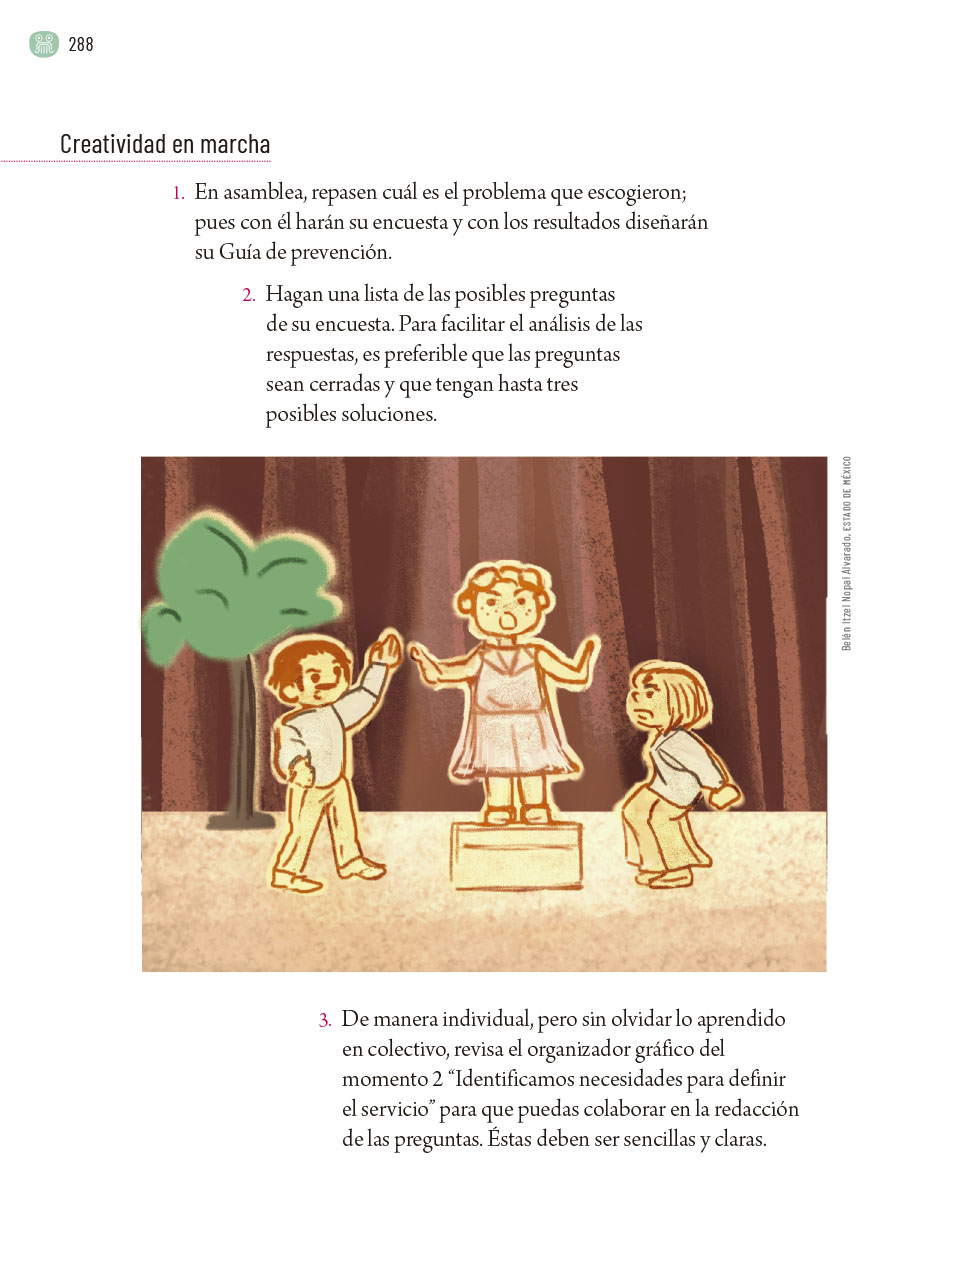 288
Creatividad en marcha
1. En asamblea, repasen cuál es el problema que escogieron;
pues con él harán su encuesta y con los resultados diseñarán
su Guía de prevención.
2. Hagan una lista de las posibles preguntas
de su encuesta. Para facilitar el análisis de las
respuestas, es preferible que las preguntas
sean cerradas y que tengan hasta tres
posibles soluciones.
Belén Itzel Nopal Alvarado, ESTADO DE MÉXICO
3. De manera individual, pero sin olvidar lo aprendido
en colectivo, revisa el organizador gráfico del
momento 2 “Identificamos necesidades para definir
el servicio” para que puedas colaborar en la redacción
de las preguntas. Éstas deben ser sencillas y claras.